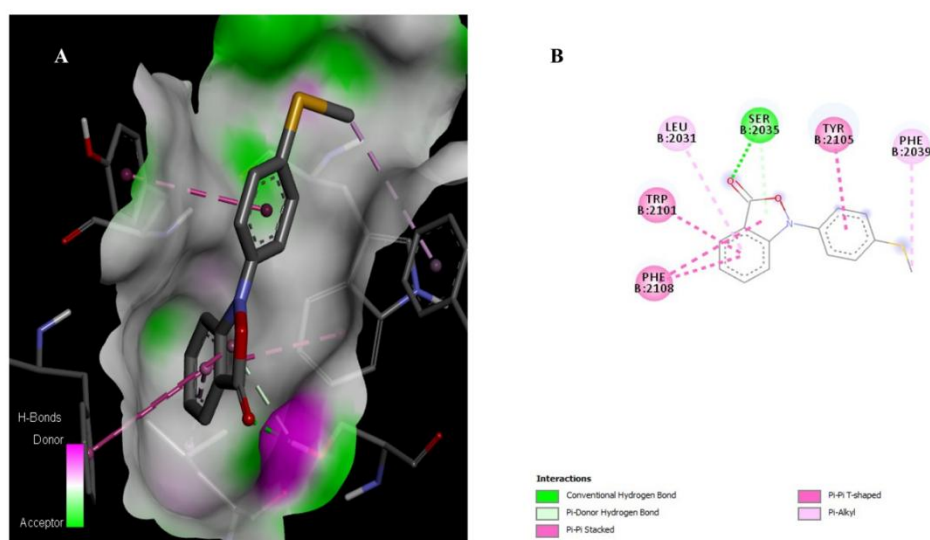 A
H-Bonds
Donor
Acceptor
B
LEU
B:2031
SER
B:2035
TYR
B:2105
PHE
B:2039
TRP
B:2101
PHE
B:2108
O
O
N
S
Interactions
Conventional Hydrogen Bond
Pi-Donor Hydrogen Bond
Pi-Pi Stacked
Pi-Pi T-shaped
Pi-Alkyl